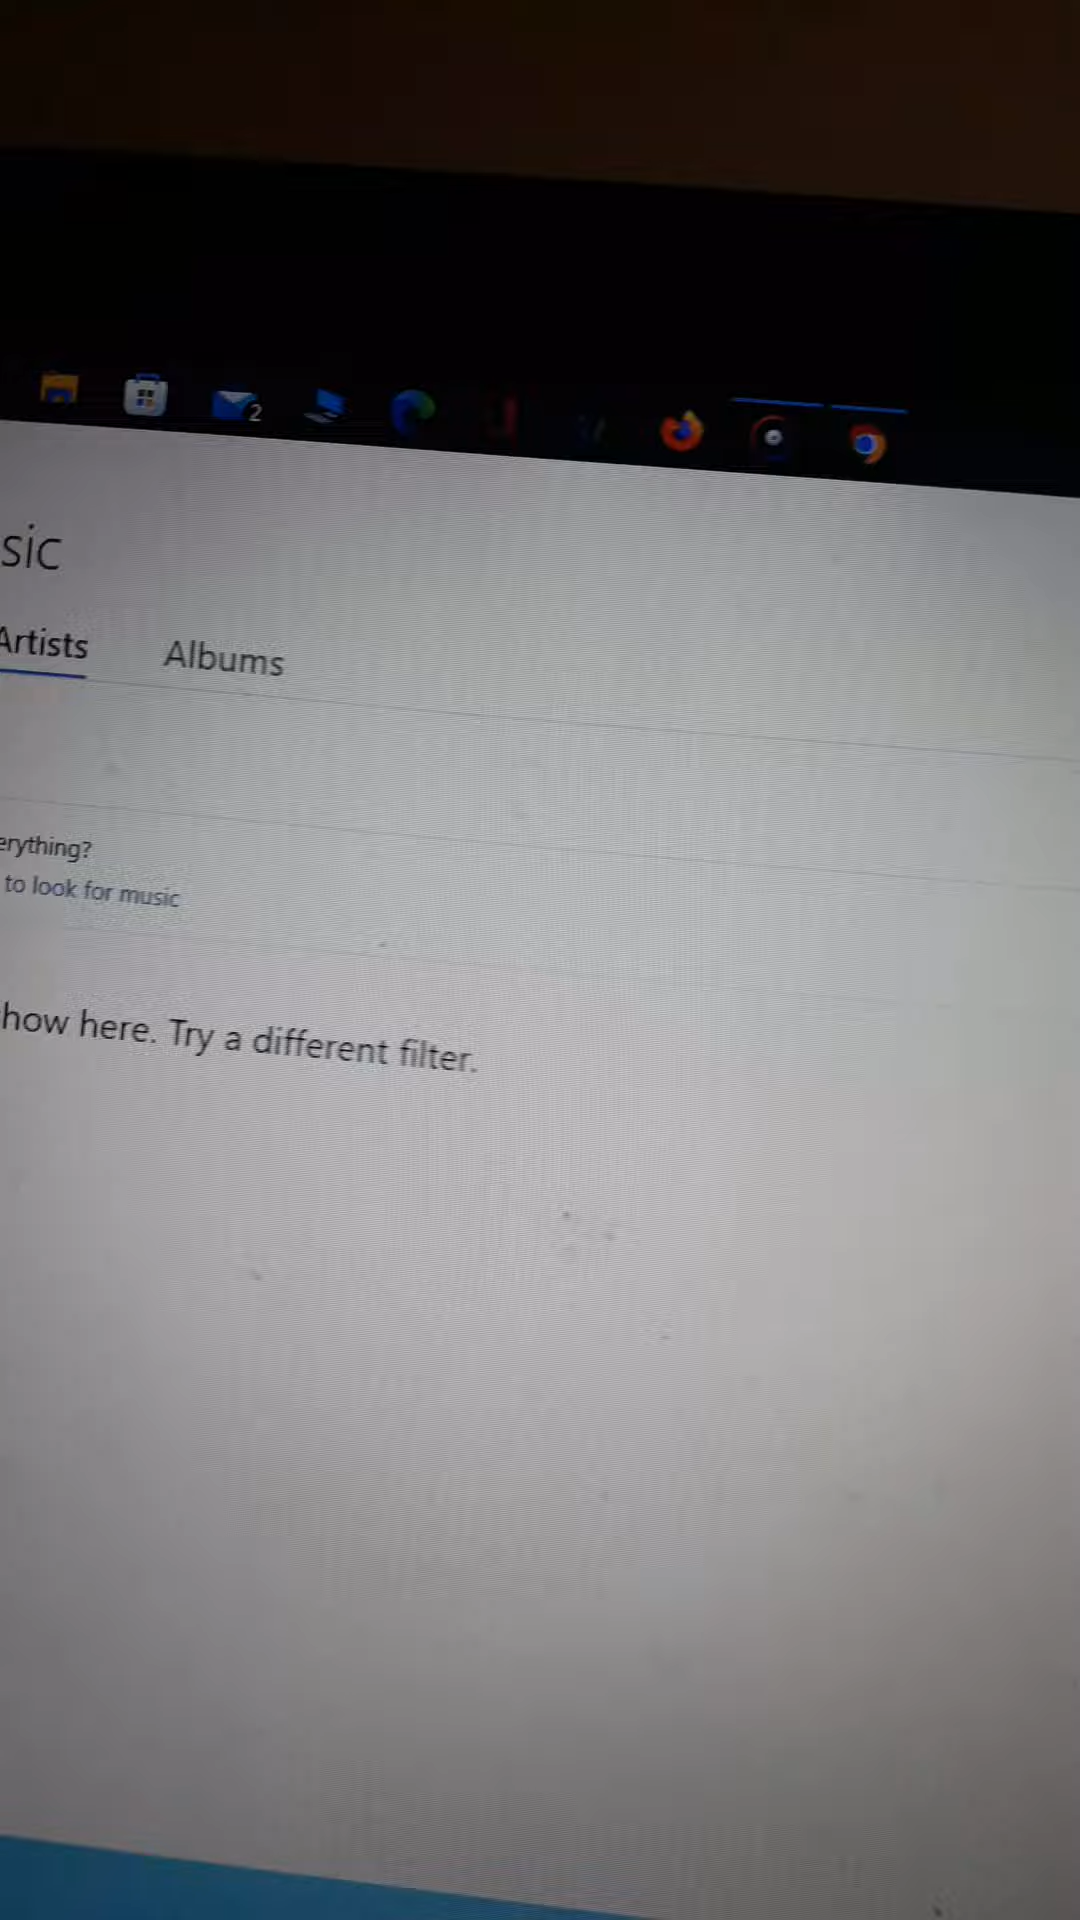 2
sic
Artists Albums
erything?
to look for music
how here. Try a different filter.